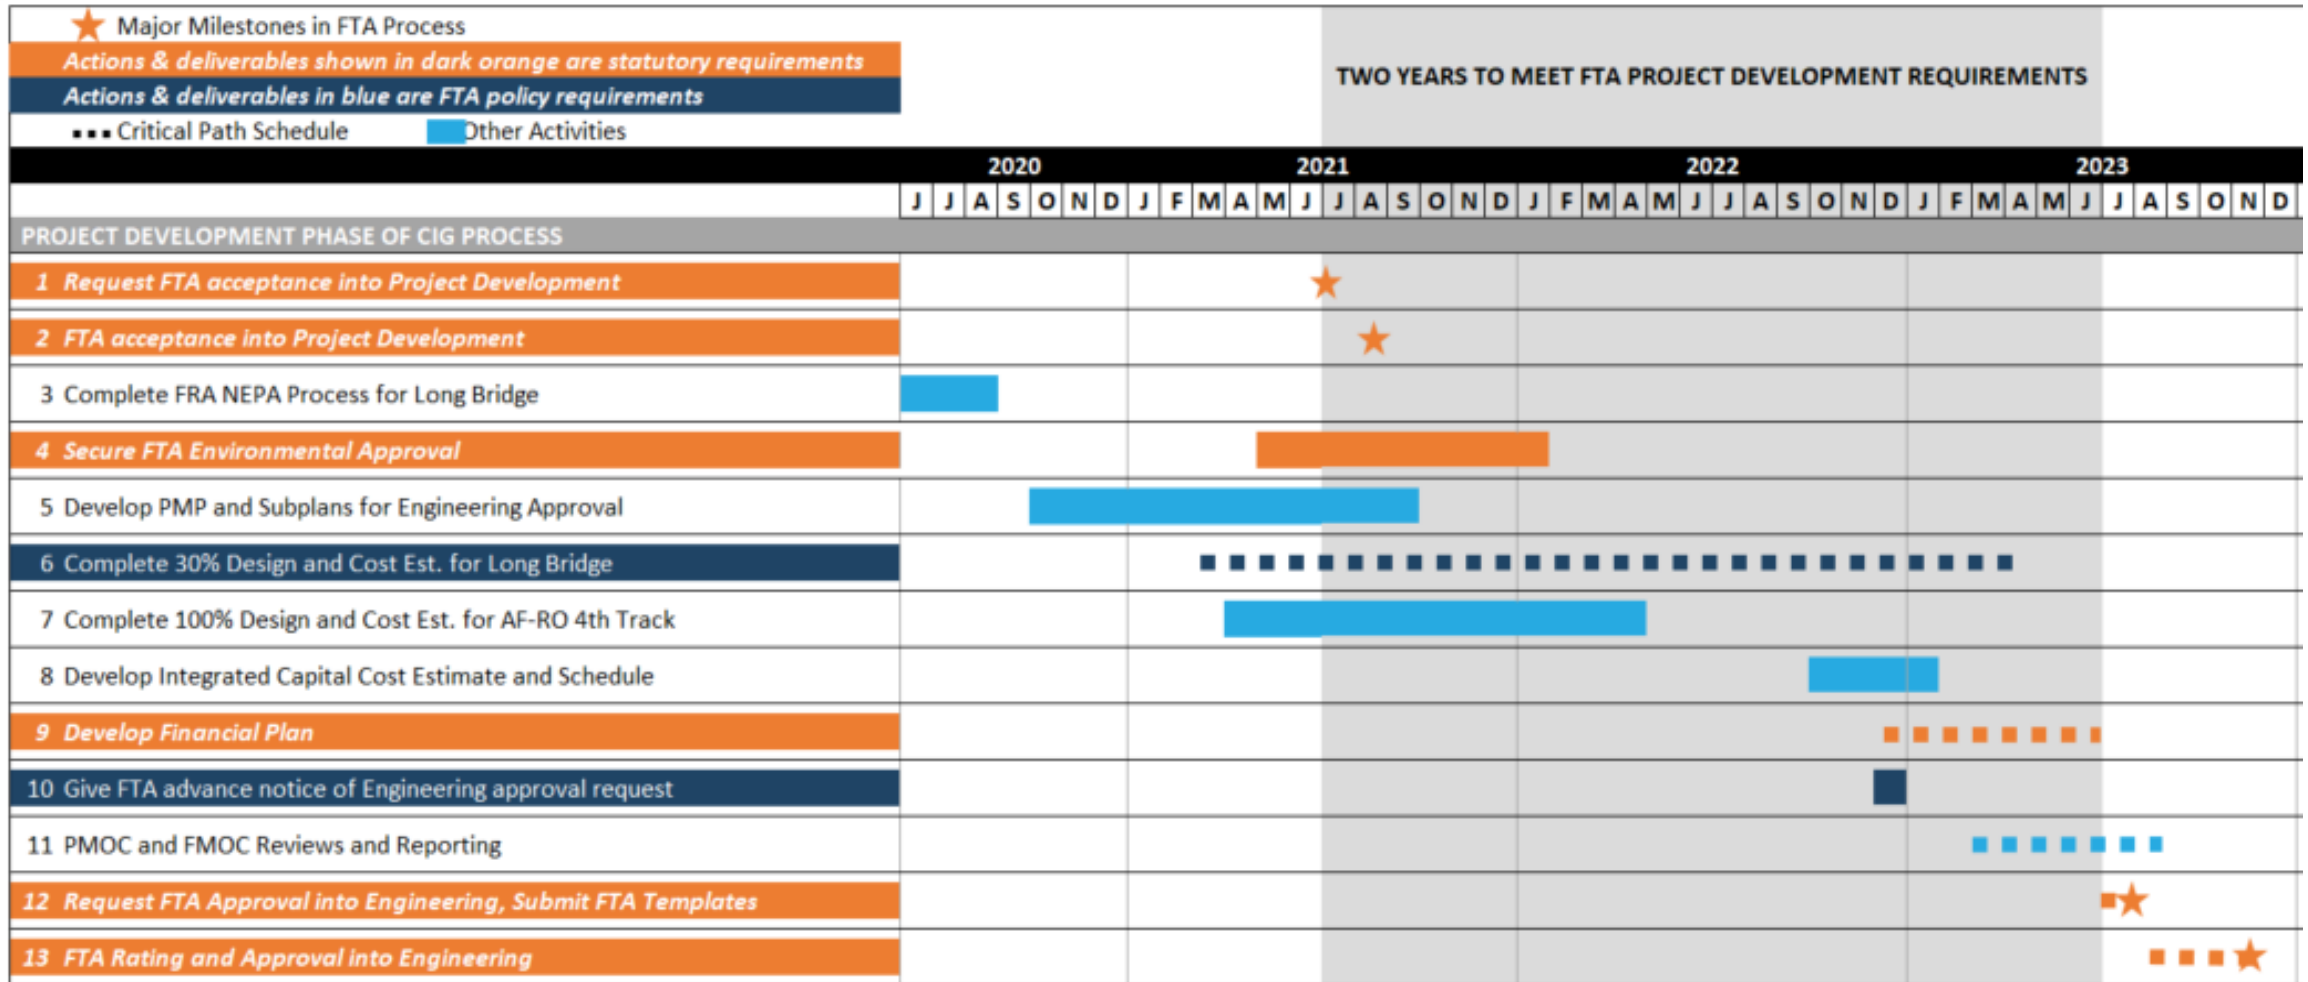 Major Milestones in FTA Process
Actions & deliverables shown in dark orange are statutory requirements
Actions & deliverables in blue are FTA policy requirements
Critical Path Schedule Other Activities
TWO YEARS TO MEET FTA PROJECT DEVELOPMENT REQUIREMENTS
2020 2021 2022 2023
J J A S O N D J F M A M J J A S O N D J F M A M J J A S O N D J F M A M J J A S O N D
PROJECT DEVELOPMENT PHASE OF CIG PROCESS
1 Request FTA acceptance into Project Development
2 FTA acceptance into Project Development
3 Complete FRA NEPA Process for Long Bridge
4 Secure FTA Environmental Approval
5 Develop PMP and Subplans for Engineering Approval
6 Complete 30% Design and Cost Est. for Long Bridge
7 Complete 100% Design and Cost Est. for AF-RO 4th Track
8 Develop Integrated Capital Cost Estimate and Schedule
9 Develop Financial Plan
10 Give FTA advance notice of Engineering approval request
11 PMOC and FMOC Reviews and Reporting
12 Request FTA Approval into Engineering, Submit FTA Templates
13 FTA Rating and Approval into Engineering